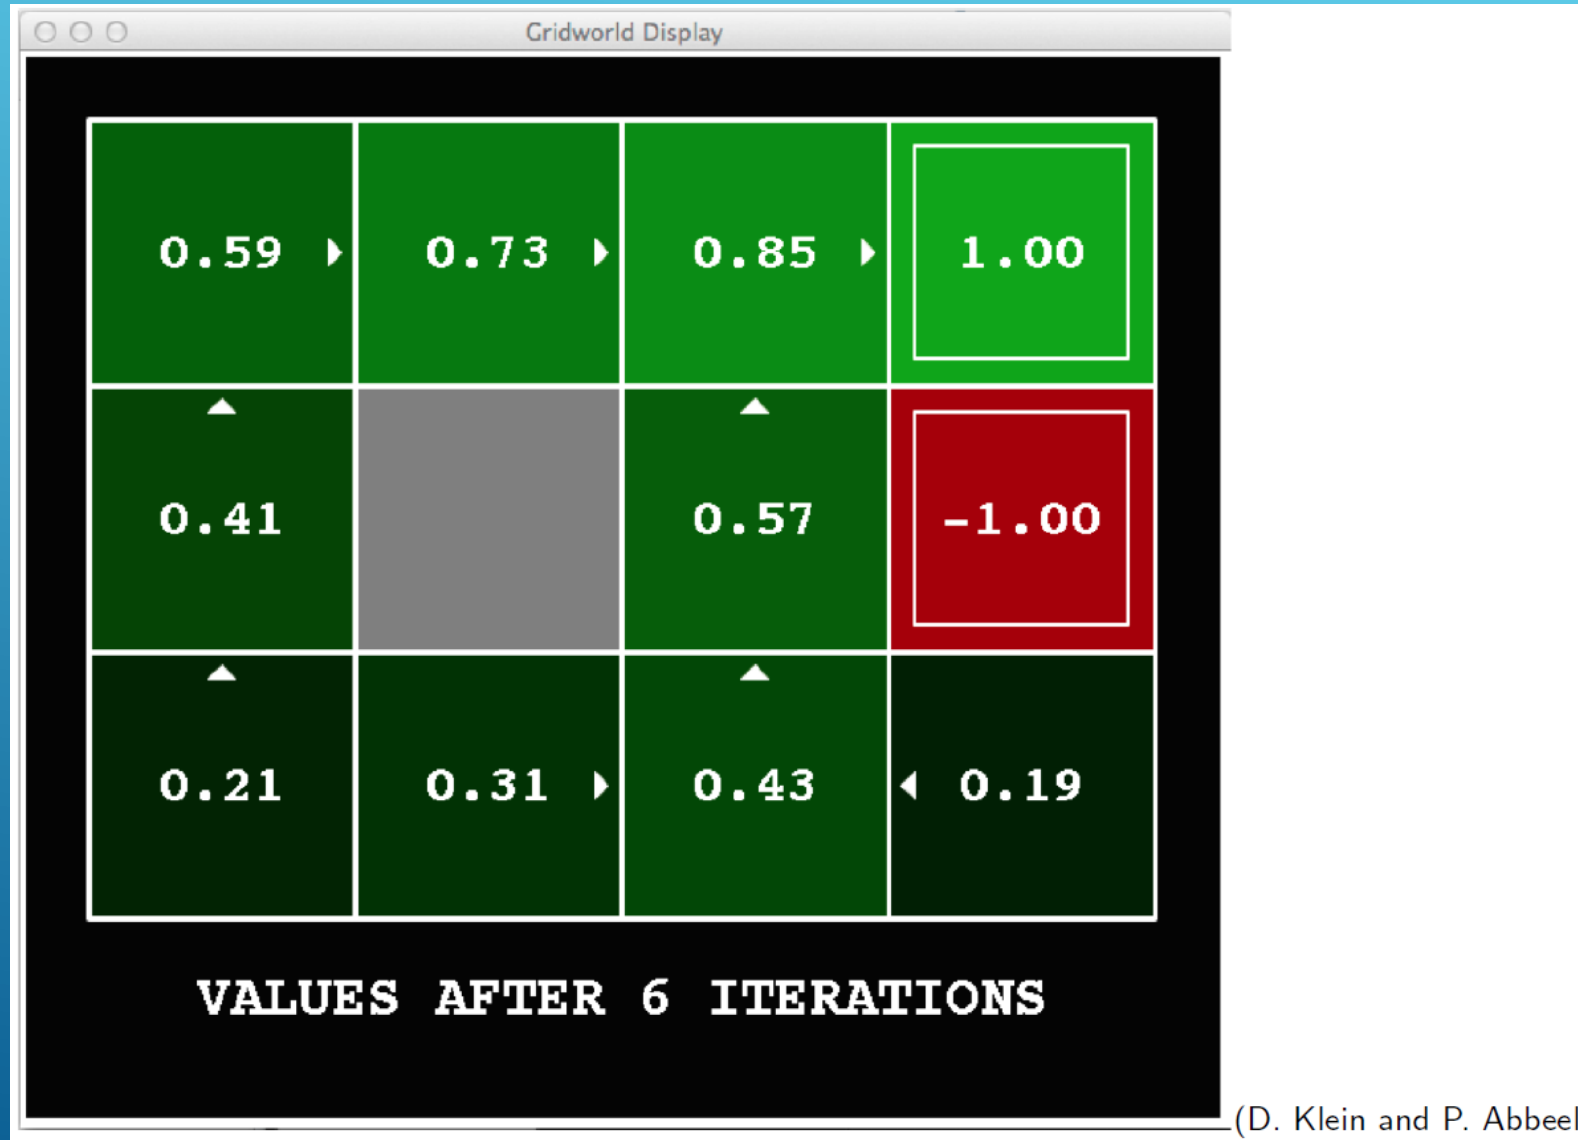 Gridworld Display
0.59 0.73 0.85 1.00
0.41 0.57 -1.00
0.21 0.31 0.43 0.19
VALUES AFTER 6 ITERATIONS
(D. Klein and P. Abbeel